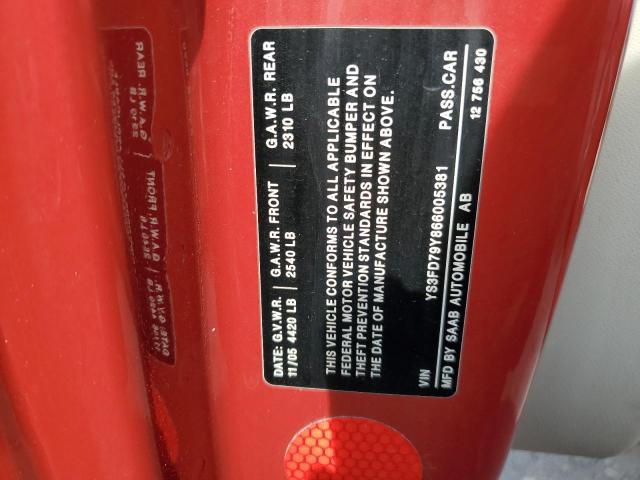 DATE: G.V.W.R. G.A.W.R. FRONT G.A.W.R. REAR
11/05 4420 LB 2540 LB 2310 LB
THIS VEHICLE CONFORMS TO ALL APPLICABLE
FEDERAL MOTOR VEHICLE SAFETY BUMPER AND
THEFT PREVENTION STANDARDS IN EFFECT ON
THE DATE OF MANUFACTURE SHOWN ABOVE.
VIN YS3FD79Y866005381 PASS.CAR
MFD BY SAAB AUTOMOBILE AB 12 756 430